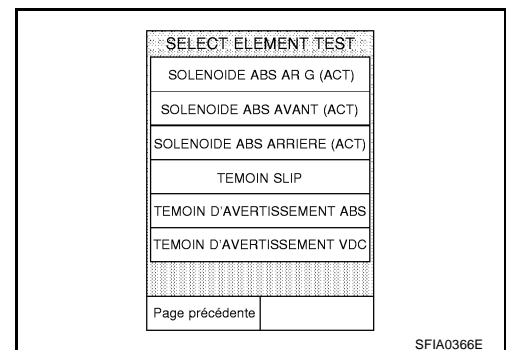 SELECT ELEMENT TEST
SOLENOIDE ABS AR G (ACT)
SOLENOIDE ABS AVANT (ACT)
SOLENOIDE ABS ARRIERE (ACT)
TEMOIN SLIP
TEMOIN D'AVERTISSEMENT ABS
TEMOIN D'AVERTISSEMENT VDC
Page précédente
SFIA0366E